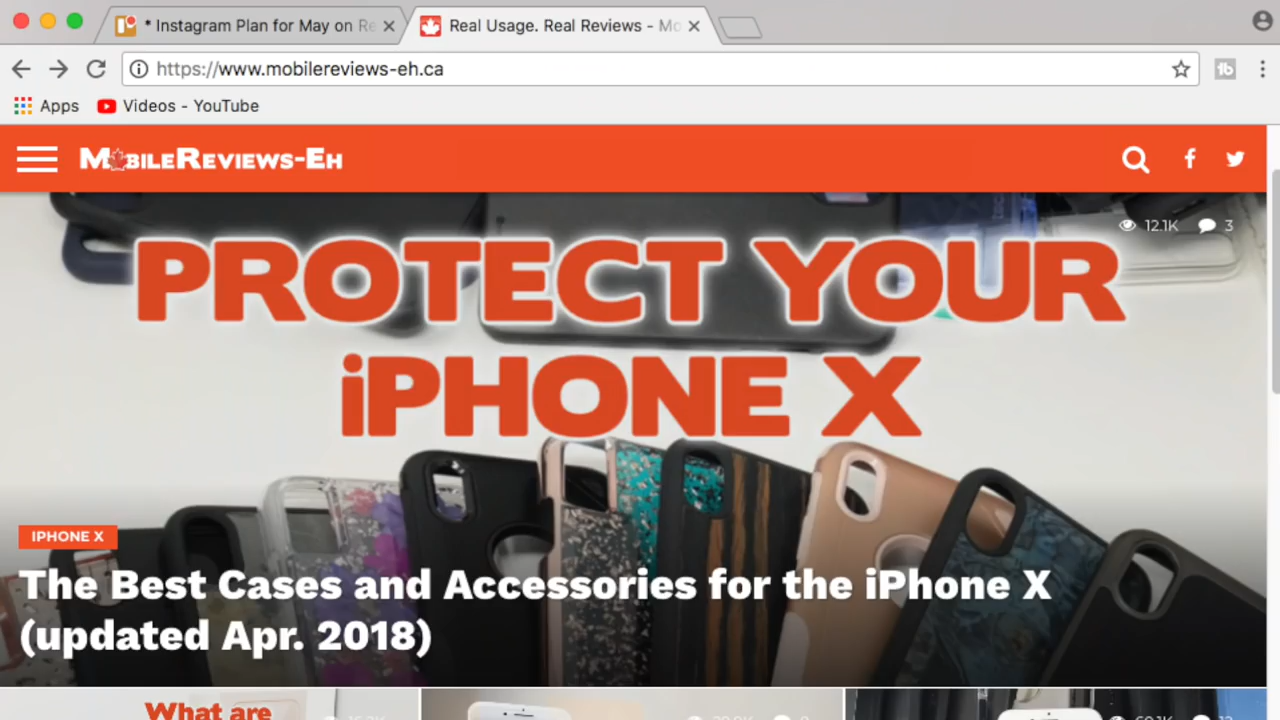 * Instagram Plan for May on Re
Real Usage. Real Reviews - Mo
https://www.mobilereviews-eh.ca
tb
Apps
Videos - YouTube
MobileReviews-Eh
12.1K
3
PROTECT YOUR
iPHONE X
IPHONE X
The Best Cases and Accessories for the iPhone X
(updated Apr. 2018)
What are